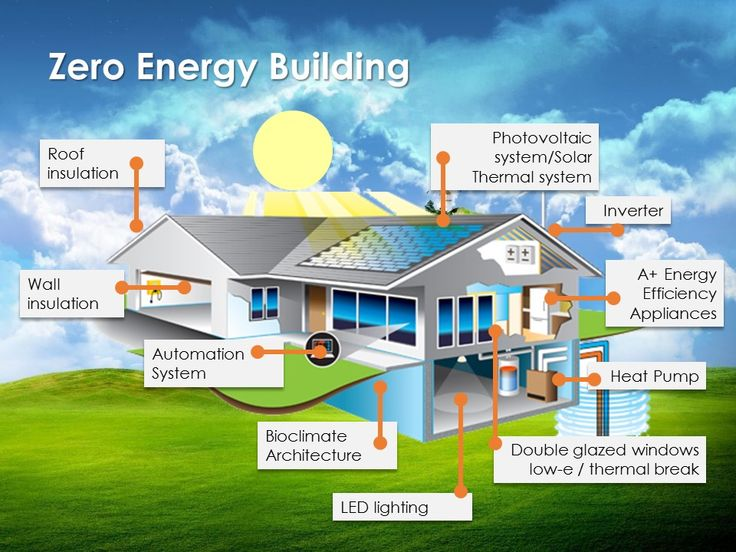 Zero Energy Building
Roof
insulation
Photovoltaic
system/Solar
Thermal system
Inverter
Wall
insulation
A+ Energy
Efficiency
Appliances
Automation
System
Heat Pump
Bioclimate
Architecture
Double glazed windows
low-e / thermal break
LED lighting